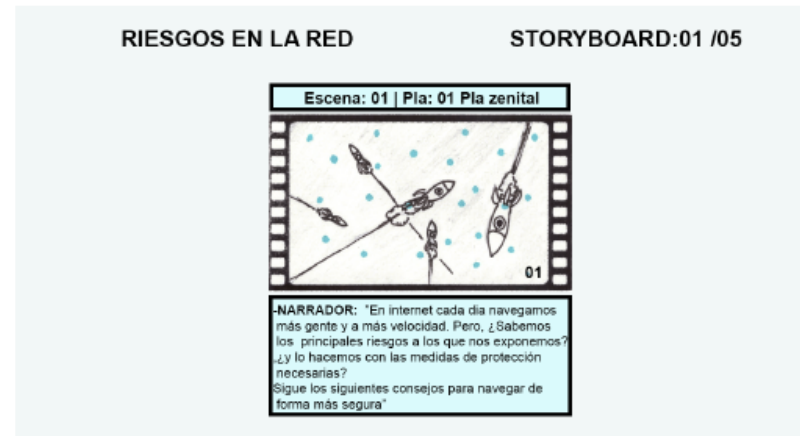 RIESGOS EN LA RED
STORYBOARD:01 /05
Escena: 01 | Pla: 01 Pla zenital
01
-NARRADOR: "En internet cada dia navegamos
más gente y a más velocidad. Pero, ¿Sabemos
los principales riesgos a los que nos exponemos?
,¿y lo hacemos con las medidas de protección
necesarias?
Sigue los siguientes consejos para navegar de
forma más segura"